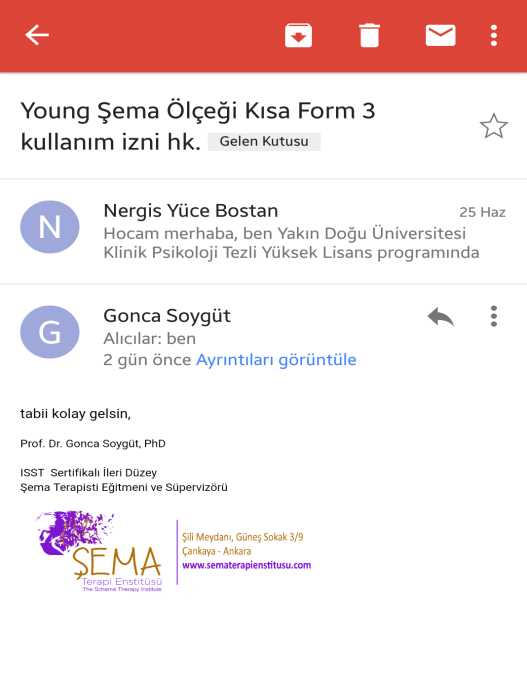 Young Şema Ölçeği Kısa Form 3
kullanım izni hk. Gelen Kutusu
N
Nergis Yüce Bostan
25 Haz
Hocam merhaba, ben Yakın Doğu Üniversitesi
Klinik Psikoloji Tezli Yüksek Lisans programında
G
Gonca Soygüt
Alıcılar: ben
2 gün önce Ayrıntıları görüntüle
tabii kolay gelsin,
Prof. Dr. Gonca Soygüt, PhD
ISST Sertifikalı İleri Düzey
Şema Terapisti Eğitmeni ve Süpervizörü
ŞEMA
Terapi Enstitüsü
The Schema Therapy Institute
Şili Meydanı, Güneş Sokak 3/9
Çankaya - Ankara
www.sematerapienstitusu.com